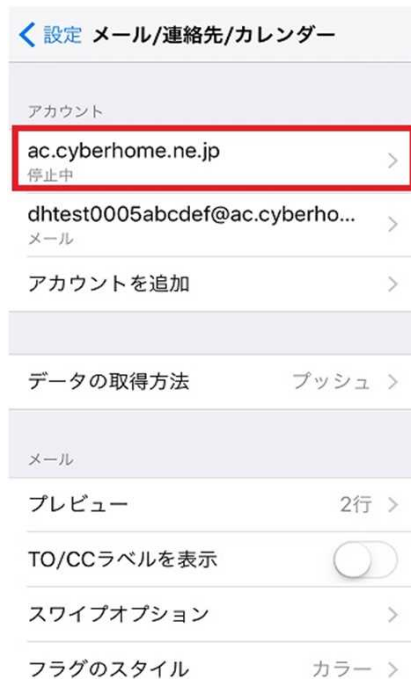 設定 メール/連絡先/カレンダー
アカウント
ac.cyberhome.ne.jp
停止中
dhtest0005abcdef@ac.cyberho...
メール
アカウントを追加
データの取得方法 プッシュ
メール
プレビュー 2行
TO/CCラベルを表示
スワイプオプション
フラグのスタイル カラー